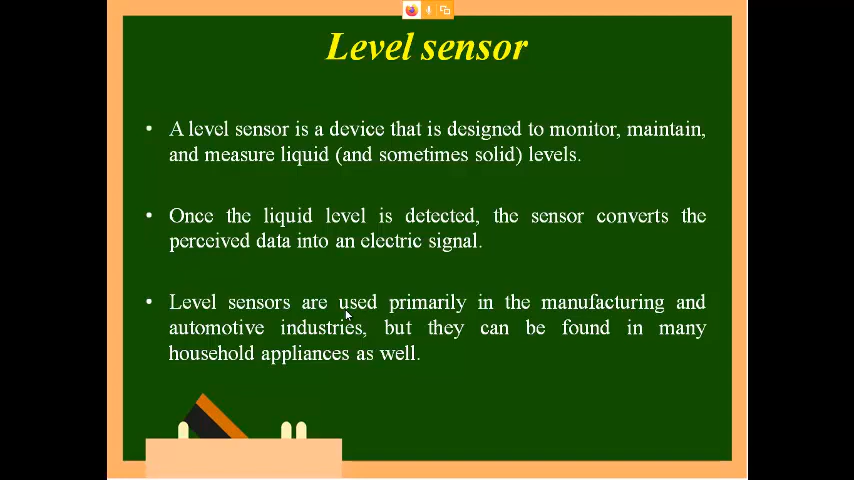 Level sensor
• A level sensor is a device that is designed to monitor, maintain,
and measure liquid (and sometimes solid) levels.
• Once the liquid level is detected, the sensor converts the
perceived data into an electric signal.
• Level sensors are used primarily in the manufacturing and
automotive industries, but they can be found in many
household appliances as well.